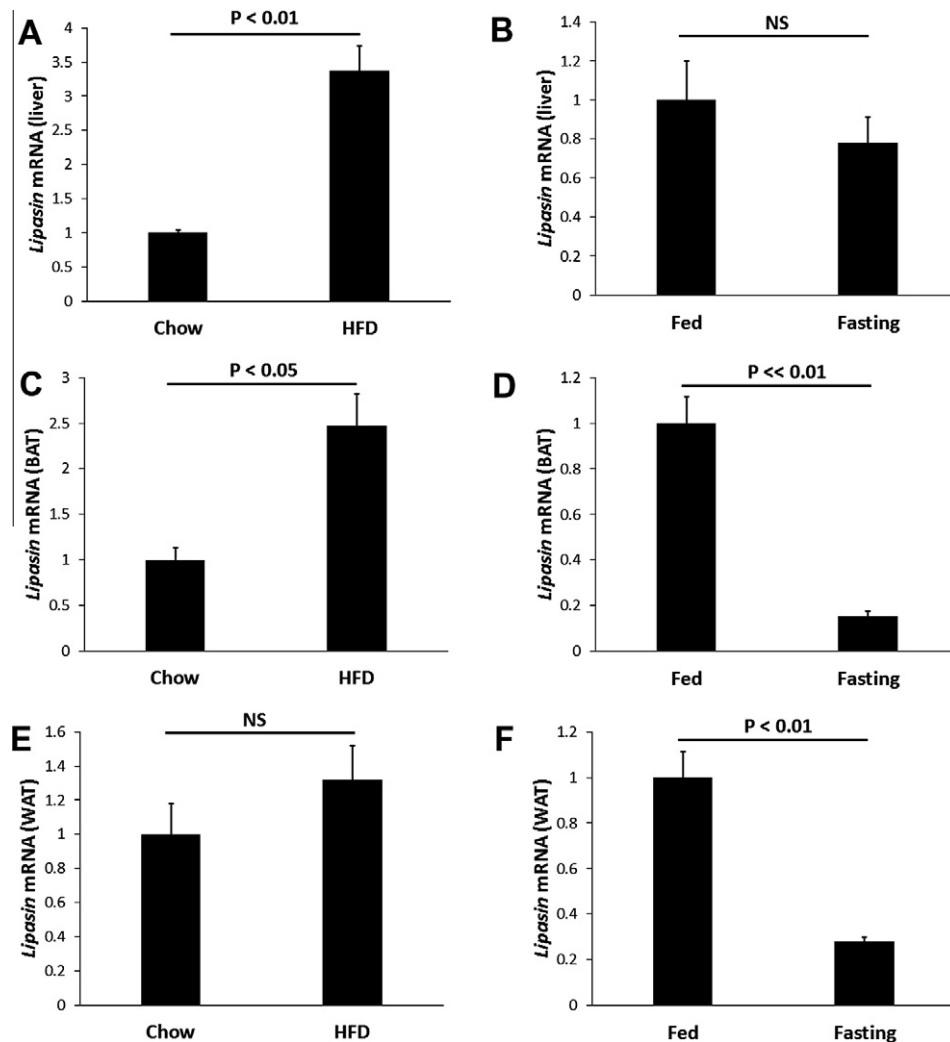 A
P < 0.01
Lipasin mRNA (liver)
4
3.5
3
2.5
2
1.5
1
0.5
0
Chow
HFD
B
NS
Lipasin mRNA (liver)
1.4
1.2
1
0.8
0.6
0.4
0.2
0
Fed
Fasting
C
P < 0.05
Lipasin mRNA (BAT)
3
2.5
2
1.5
1
0.5
0
Chow
HFD
D
P << 0.01
Lipasin mRNA (BAT)
1.2
1
0.8
0.6
0.4
0.2
0
Fed
Fasting
E
NS
Lipasin mRNA (WAT)
1.6
1.4
1.2
1
0.8
0.6
0.4
0.2
0
Chow
HFD
F
P < 0.01
Lipasin mRNA (WAT)
1.2
1
0.8
0.6
0.4
0.2
0
Fed
Fasting